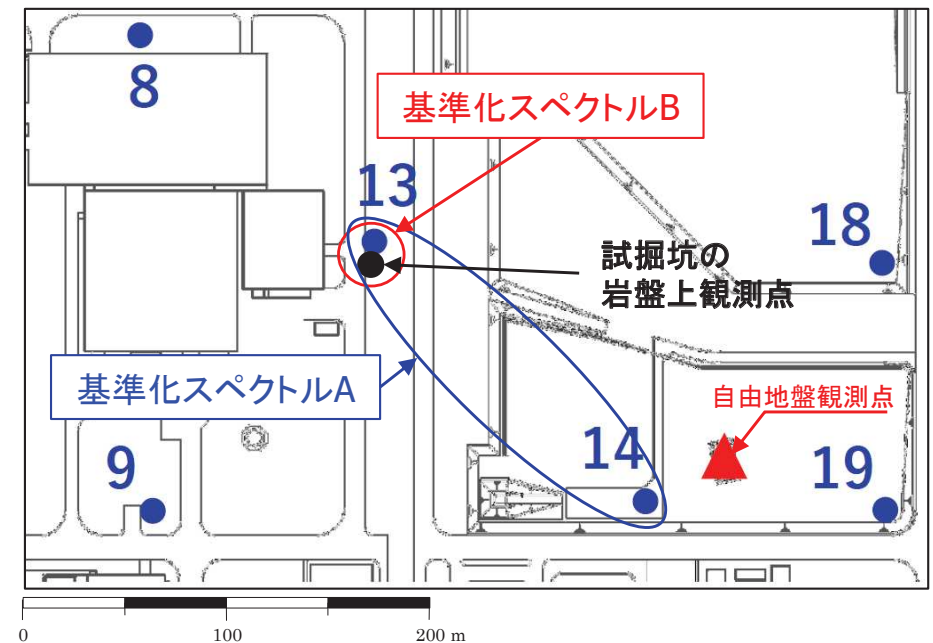 8
基準化スペクトルB
13
18
試掘坑の
岩盤上観測点
基準化スペクトルA
自由地盤観測点
14
9
19
0
100
200 m